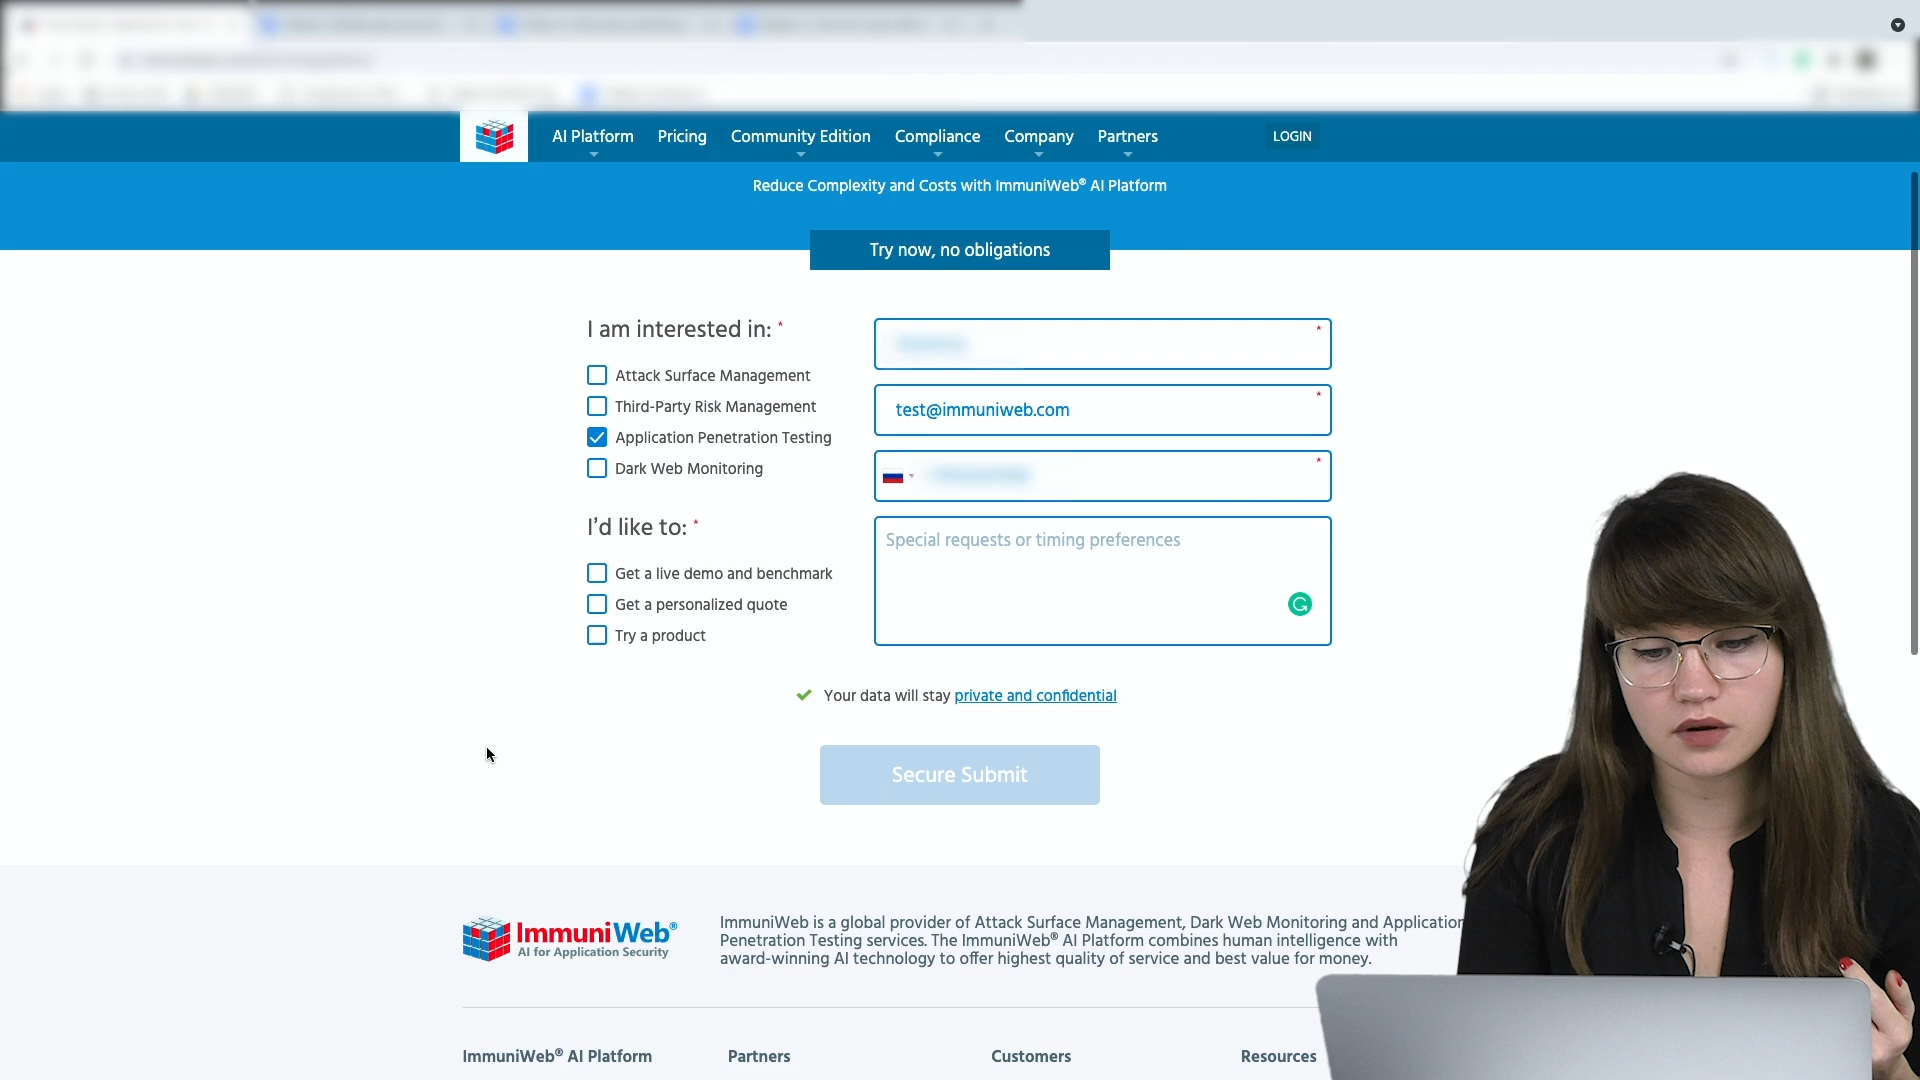 AI Platform
Pricing
Community Edition
Compliance
Company
Partners
LOGIN
Reduce Complexity and Costs with ImmuniWeb® AI Platform
Try now, no obligations
I am interested in: *
Attack Surface Management
Third-Party Risk Management
Application Penetration Testing
Dark Web Monitoring
*
test@immuniweb.com
*
*
I'd like to: *
Get a live demo and benchmark
Get a personalized quote
Try a product
Special requests or timing preferences
Your data will stay private and confidential
Secure Submit
ImmuniWeb®
AI for Application Security
ImmuniWeb is a global provider of Attack Surface Management, Dark Web Monitoring and Application
Penetration Testing services. The ImmuniWeb® AI Platform combines human intelligence with
award-winning AI technology to offer highest quality of service and best value for money.
ImmuniWeb® AI Platform
Partners
Customers
Resources